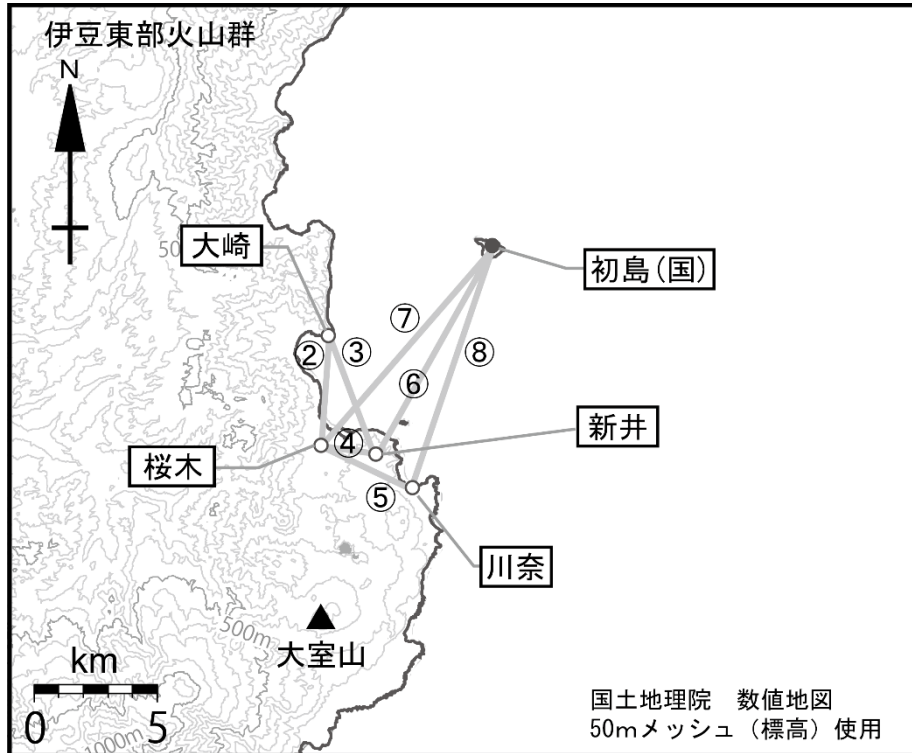 伊豆東部火山群
N
50
大崎
初島(国)
⑦
②
③
⑧
⑥
新井
④
桜木
⑤
川奈
500m
大室山
km
0 5
1000m
国土地理院 数値地図
50mメッシュ(標高)使用